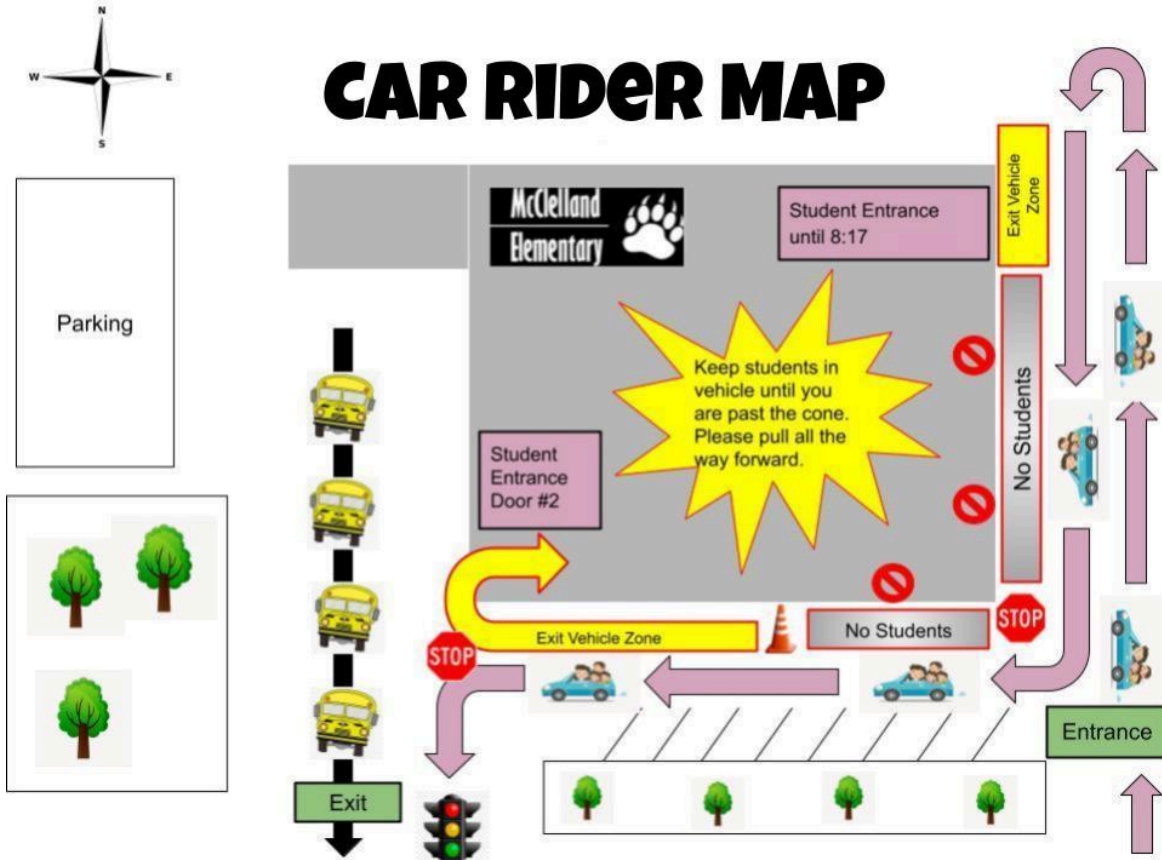 N
W
E
S
CAR RIDER MAP
McClelland
Elementary
Student Entrance
until 8:17
Exit Vehicle
Zone
Parking
Keep students in
vehicle until you
are past the cone.
Please pull all the
way forward.
No Students
Student
Entrance
Door #2
STOP
Exit Vehicle Zone
No Students
STOP
Entrance
Exit